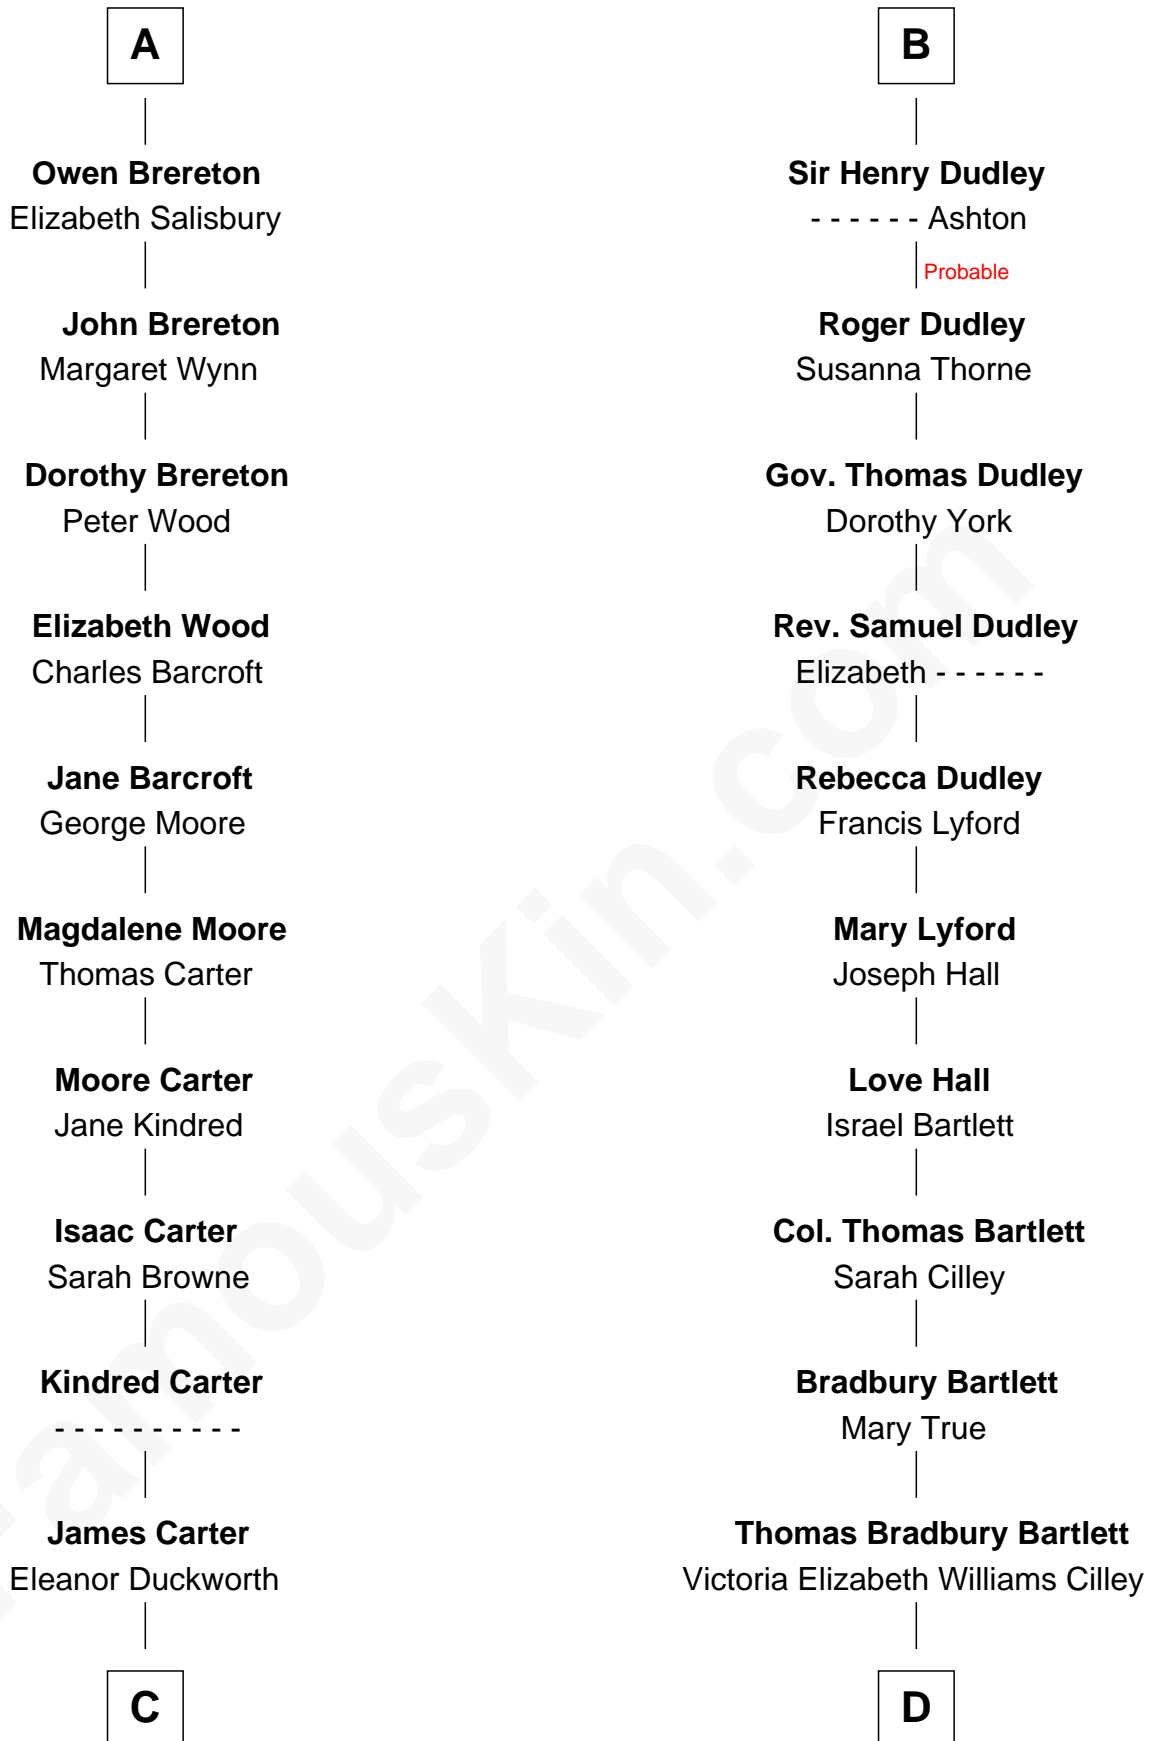 A
Owen Brereton
Elizabeth Salisbury
John Brereton
Margaret Wynn
Dorothy Brereton
Peter Wood
Elizabeth Wood
Charles Barcroft
Jane Barcroft
George Moore
Magdalene Moore
Thomas Carter
Moore Carter
Jane Kindred
Isaac Carter
Sarah Browne
Kindred Carter
- - - - - - - - - -
James Carter
Eleanor Duckworth
C
B
Sir Henry Dudley
- - - - - - Ashton
Probable
Roger Dudley
Susanna Thorne
Gov. Thomas Dudley
Dorothy York
Rev. Samuel Dudley
Elizabeth - - - - - -
Rebecca Dudley
Francis Lyford
Mary Lyford
Joseph Hall
Love Hall
Israel Bartlett
Col. Thomas Bartlett
Sarah Cilley
Bradbury Bartlett
Mary True
Thomas Bradbury Bartlett
Victoria Elizabeth Williams Cilley
D
FamousKin.com